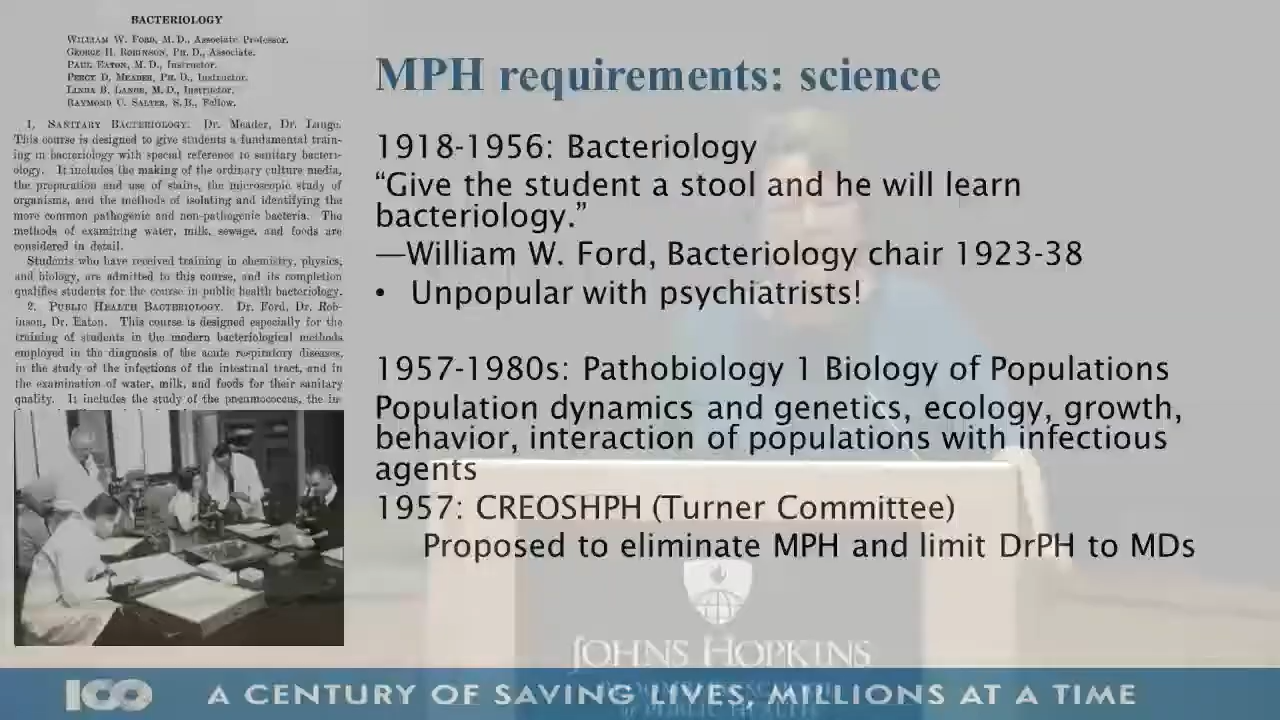 BACTERIOLOGY
WILLIAM W. FORD, M.D., Associate Professor.
GEORGE H. ROBINSON, PH. D., Associate.
PAUL EATON, M.D., Instructor.
PERCY D. MEADER, PH. D., Instructor.
LINDA B. LANGE, M.D., Instructor.
RAYMOND C. SALTER, S.B., Fellow.
1. SANITARY BACTERIOLOGY. Dr. Meader, Dr. Lange.
This course is designed to give students a fundamental train-
ing in bacteriology with special reference to sanitary bacteri-
ology. It includes the making of the ordinary culture media,
the preparation and use of stains, the microscopic study of
organisms, and the methods of isolating and identifying the
more common pathogenic and non-pathogenic bacteria. The
methods of examining water, milk, sewage, and foods are
considered in detail.
Students who have received training in chemistry, physics,
and biology, are admitted to this course, and its completion
qualifies students for the course in public health bacteriology.
2. PUBLIC HEALTH BACTERIOLOGY. Dr. Ford, Dr. Rob-
inson, Dr. Eaton. This course is designed especially for the
training of students in the modern bacteriological methods
employed in the diagnosis of the acute respiratory diseases,
in the study of the infections of the intestinal tract, and in
the examination of water, milk, and foods for their sanitary
quality. It includes the study of the pneumococcus, the in-
MPH requirements: science
1918-1956: Bacteriology
“Give the student a stool and he will learn
bacteriology.”
—William W. Ford, Bacteriology chair 1923-38
• Unpopular with psychiatrists!
1957-1980s: Pathobiology 1 Biology of Populations
Population dynamics and genetics, ecology, growth,
behavior, interaction of populations with infectious
agents
1957: CREOSHPH (Turner Committee)
Proposed to eliminate MPH and limit DrPH to MDs
JOHNS HOPKINS
100 A CENTURY OF SAVING LIVES, MILLIONS AT A TIME